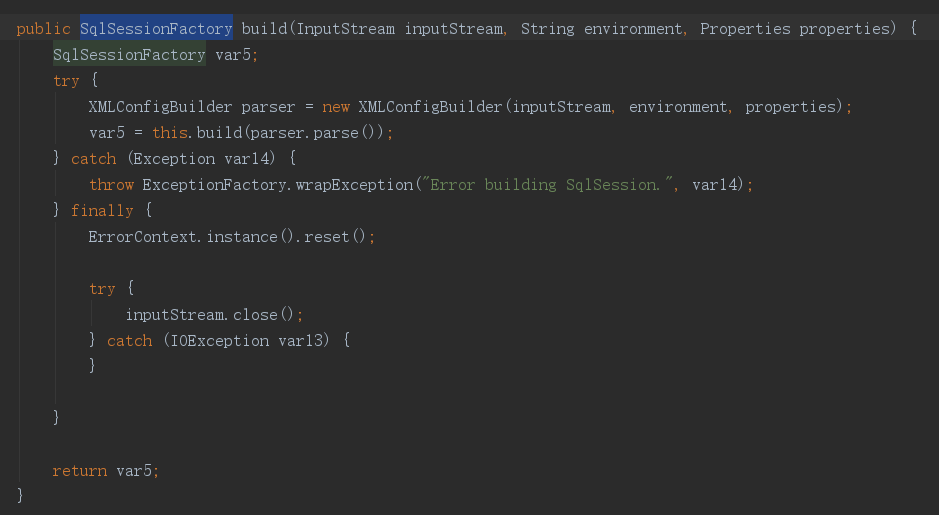 public SqlSessionFactory build(InputStream inputStream, String environment, Properties properties) {
    SqlSessionFactory var5;
    try {
        XMLConfigBuilder parser = new XMLConfigBuilder(inputStream, environment, properties);
        var5 = this.build(parser.parse());
    } catch (Exception var14) {
        throw ExceptionFactory.wrapException("Error building SqlSession.", var14);
    } finally {
        ErrorContext.instance().reset();

        try {
            inputStream.close();
        } catch (IOException var13) {
        }

    }

    return var5;
}